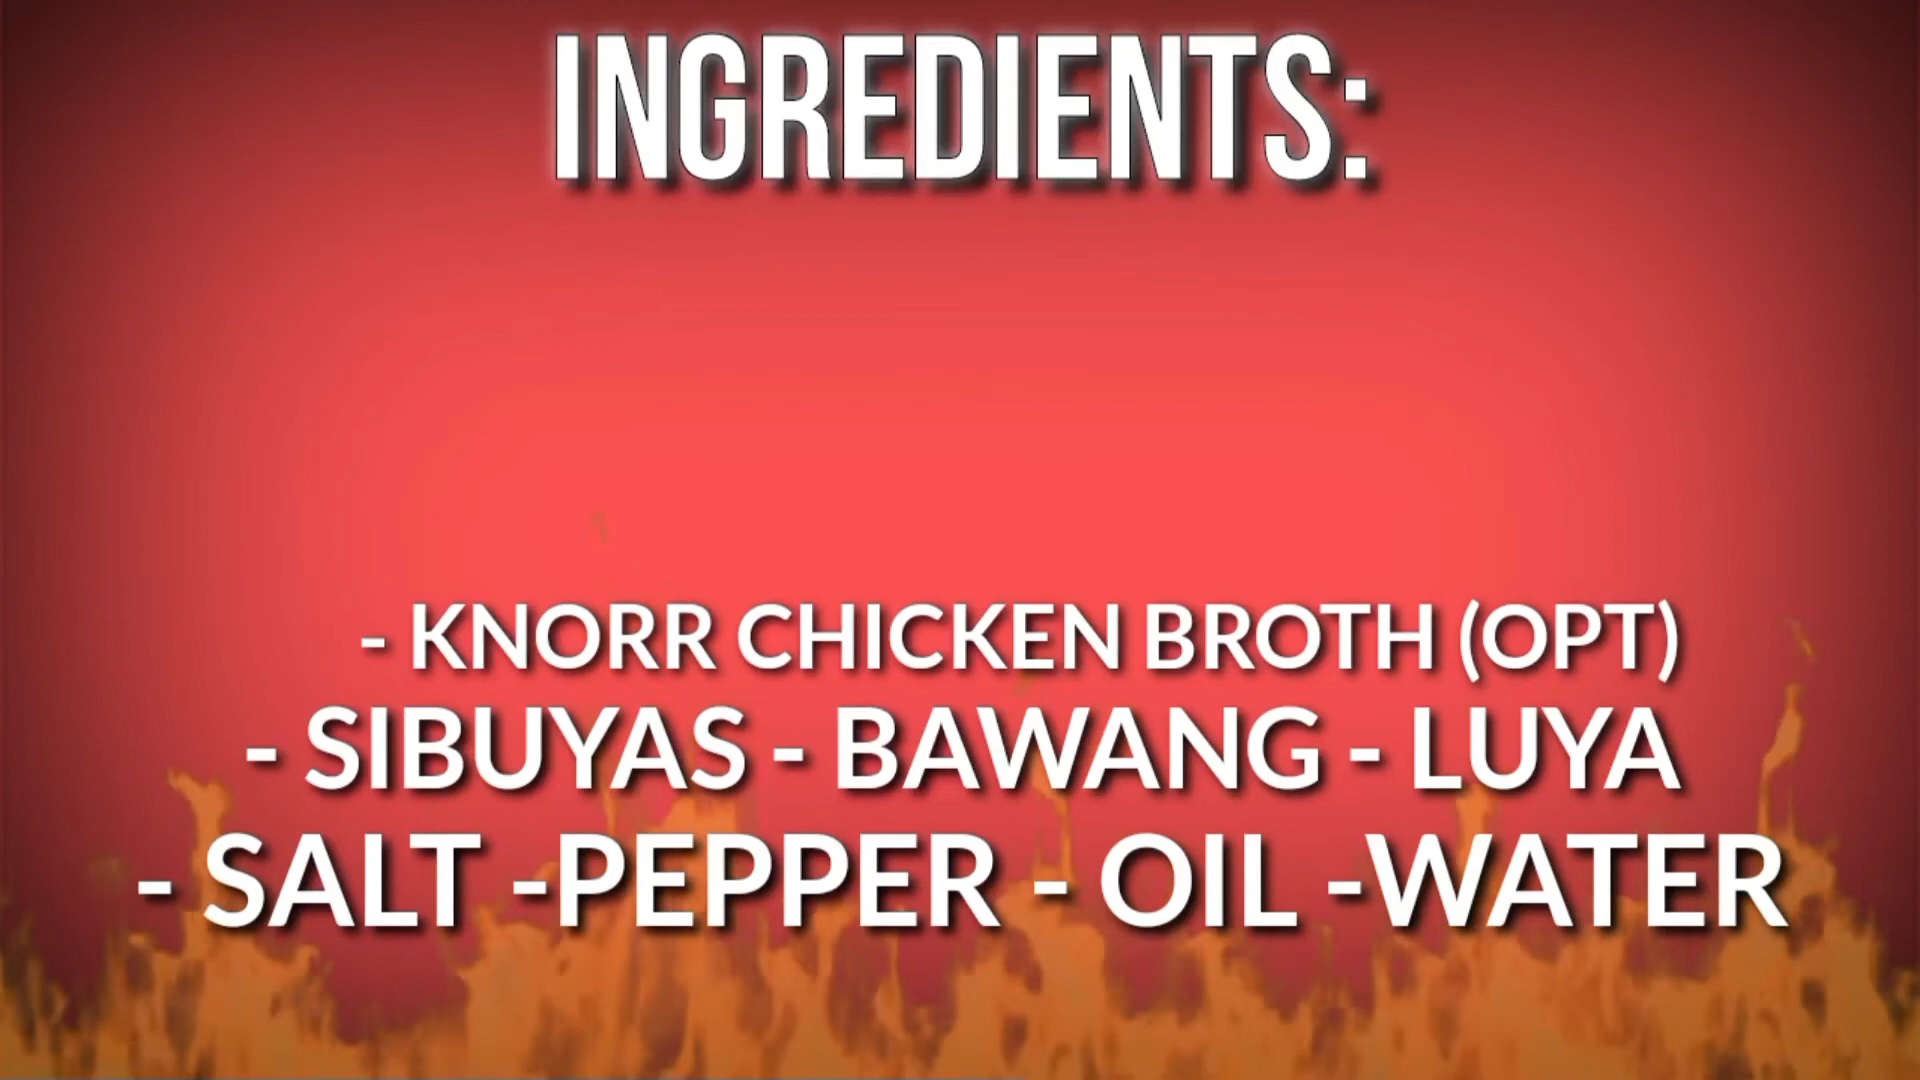 INGREDIENTS:
- KNORR CHICKEN BROTH (OPT)
- SIBUYAS - BAWANG - LUYA
- SALT -PEPPER - OIL -WATER